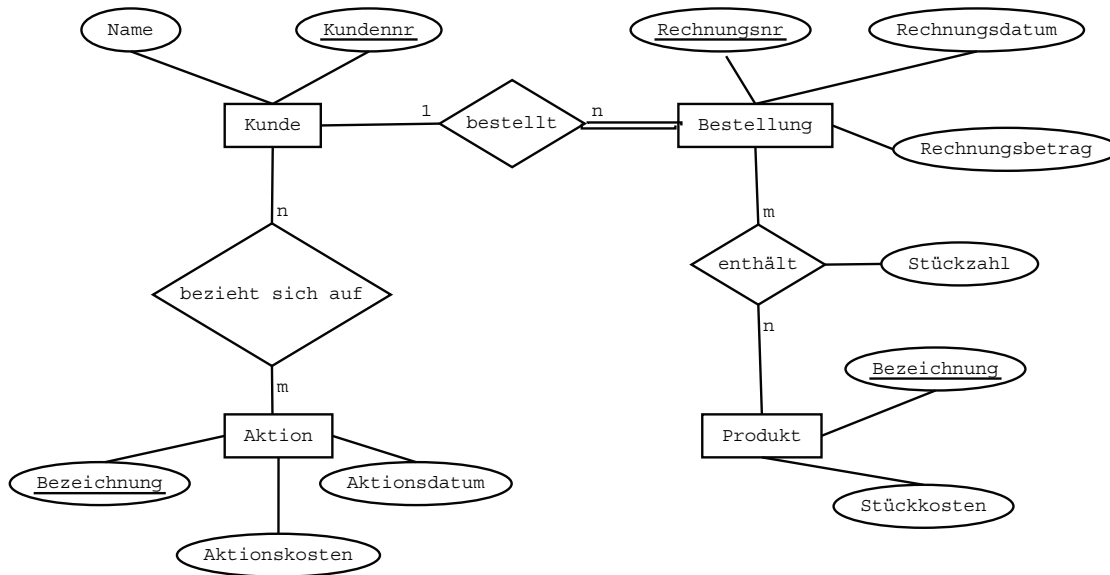 Name
Kundennr
Rechnungsnr
Rechnungsdatum
Kunde
1
bestellt
n
Bestellung
Rechnungsbetrag
n
m
bezieht sich auf
enthält
Stückzahl
n
m
Bezeichnung
Aktion
Produkt
Bezeichnung
Aktionsdatum
Stückkosten
Aktionskosten